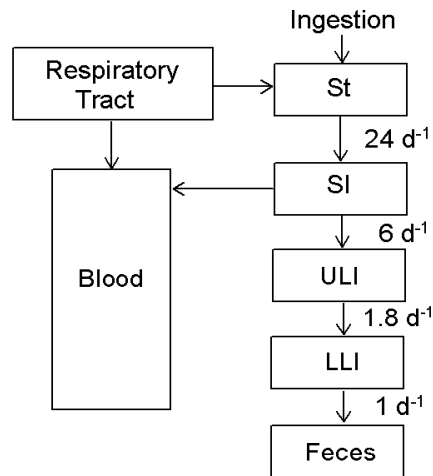 Ingestion
Respiratory
Tract
St
24 d⁻¹
SI
6 d⁻¹
Blood
ULI
1.8 d⁻¹
LLI
1 d⁻¹
Feces